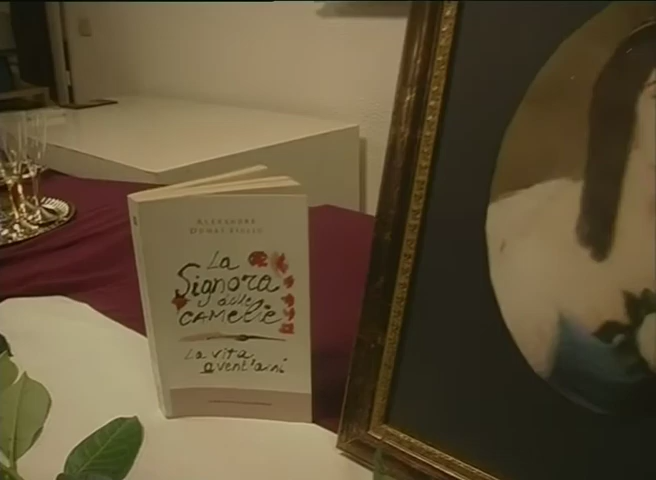 ALEXANDRE
DUMAS FIGLIO
La
Signora
delle
CAMELIE
La vita
a vent'anni